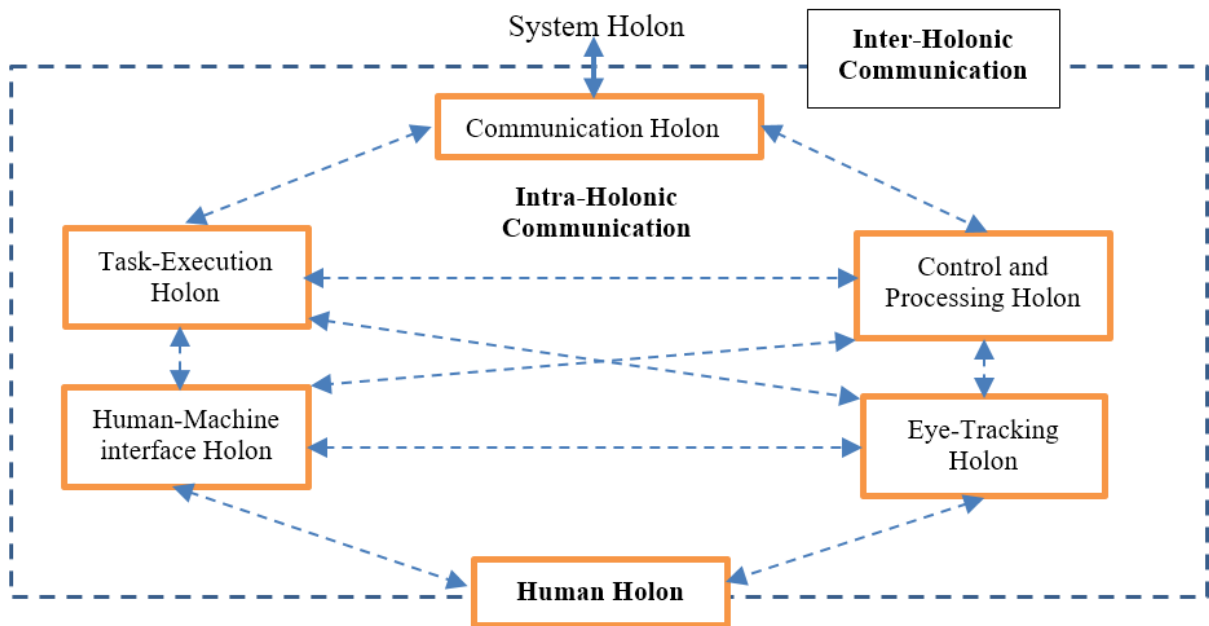 System Holon
Inter-Holonic
Communication
Communication Holon
Intra-Holonic
Communication
Task-Execution
Holon
Control and
Processing Holon
Human-Machine
interface Holon
Eye-Tracking
Holon
Human Holon